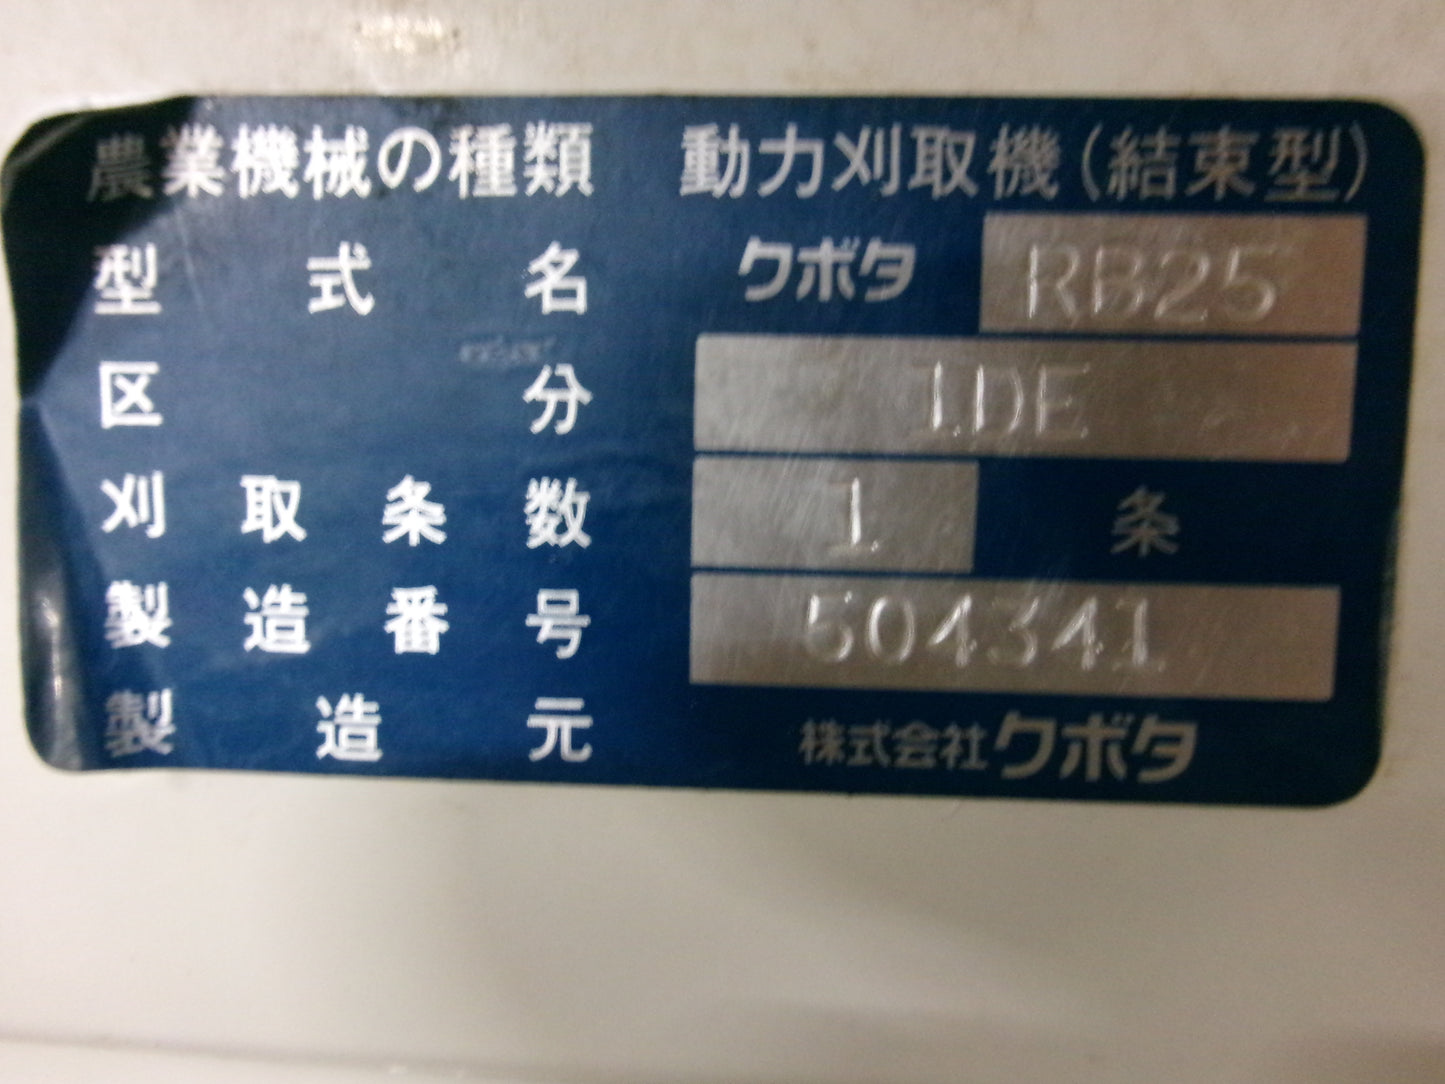 農業機械の種類 動力刈取機(結束型)
型式名 クボタ RB25
区分 1DE
刈取条数 1 条
製造番号 504341
製造元 株式会社クボタ